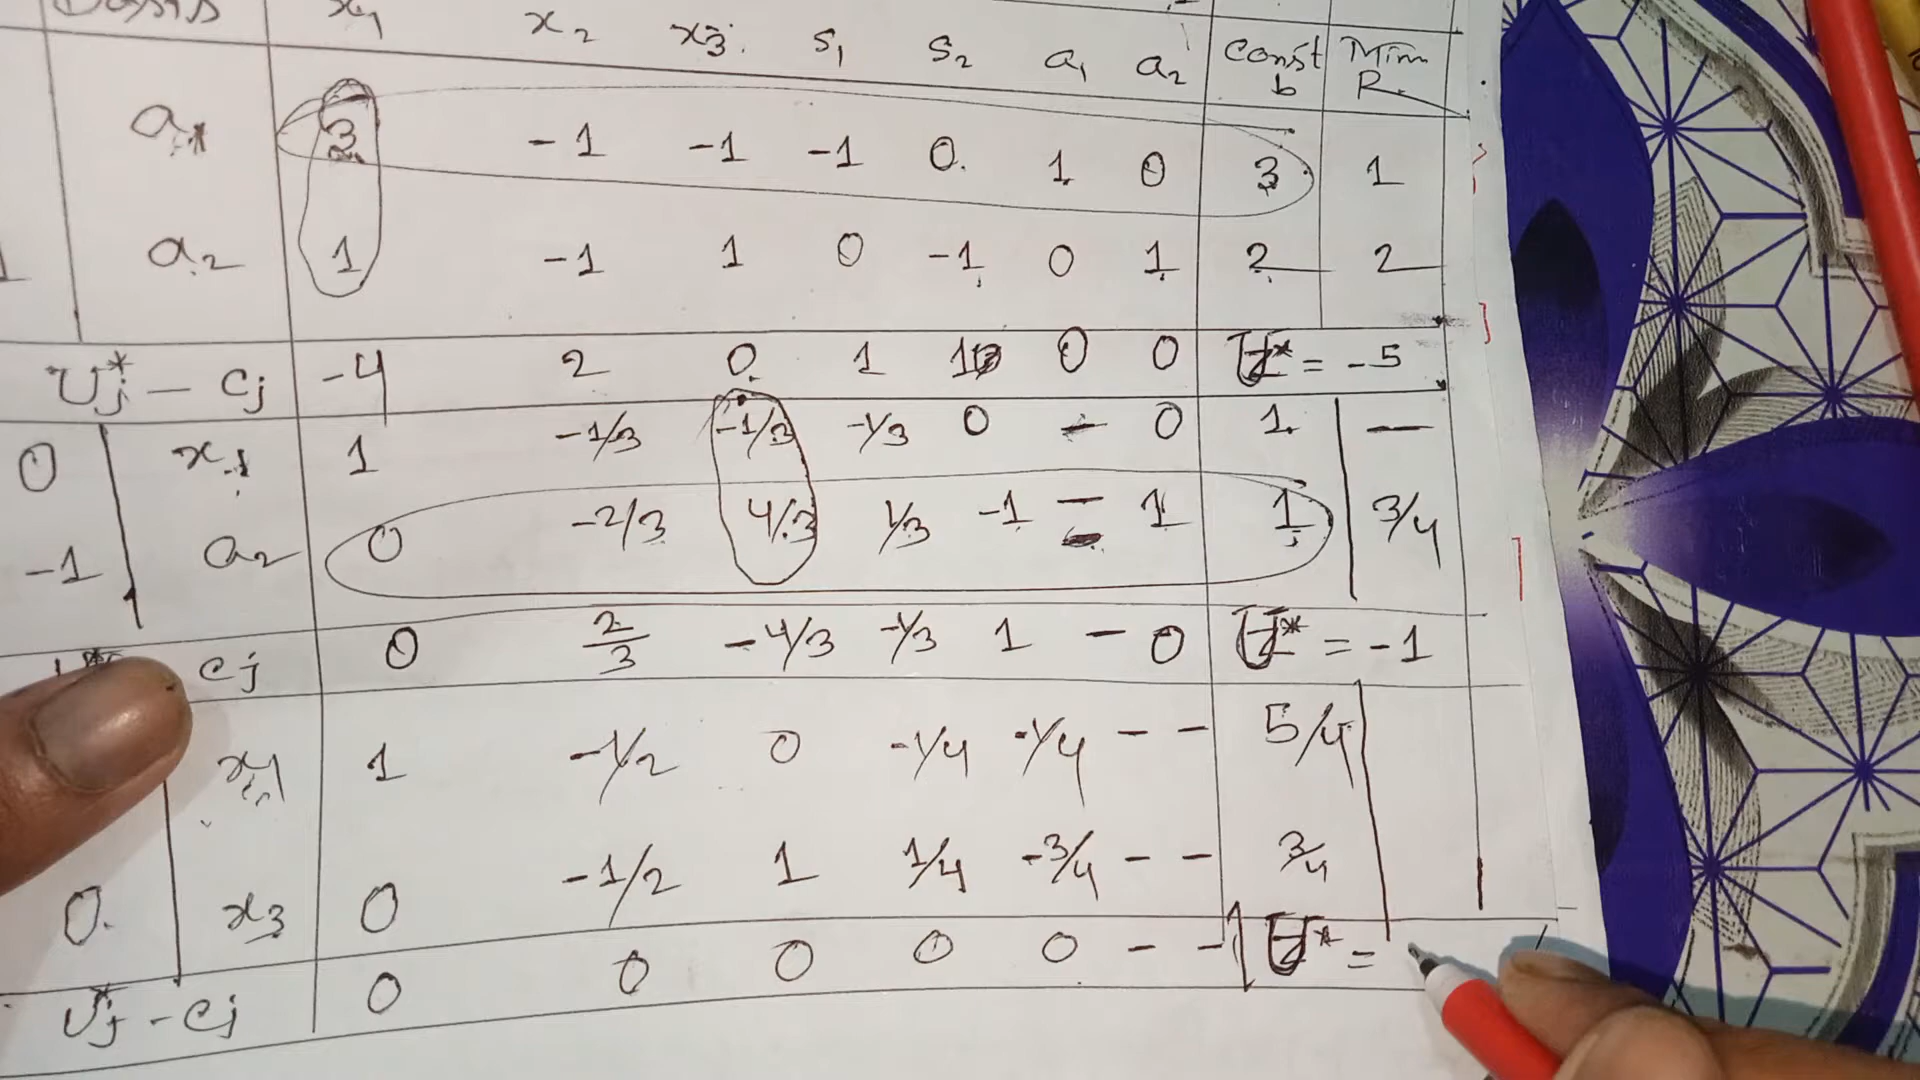 Basis x1 x2 x3 s1 s2 a1 a2 Const b Min R.
a1 3 -1 -1 -1 0 1 0 3 1
a2 1 -1 1 0 -1 0 1 2 2
Uj* - cj -4 2 0 1 1 0 0 U* = -5
0 x1 1 -1/3 -1/3 -1/3 0 - 0 1 -
-1 a2 0 -2/3 4/3 1/3 -1 - 1 1 3/4
cj 0 2/3 -4/3 -1/3 1 - 0 U* = -1
x1 1 -1/2 0 -1/4 -1/4 - - 5/4
0 x3 0 -1/2 1 1/4 -3/4 - - 3/4
Uj* - cj 0 0 0 0 0 - - U* =